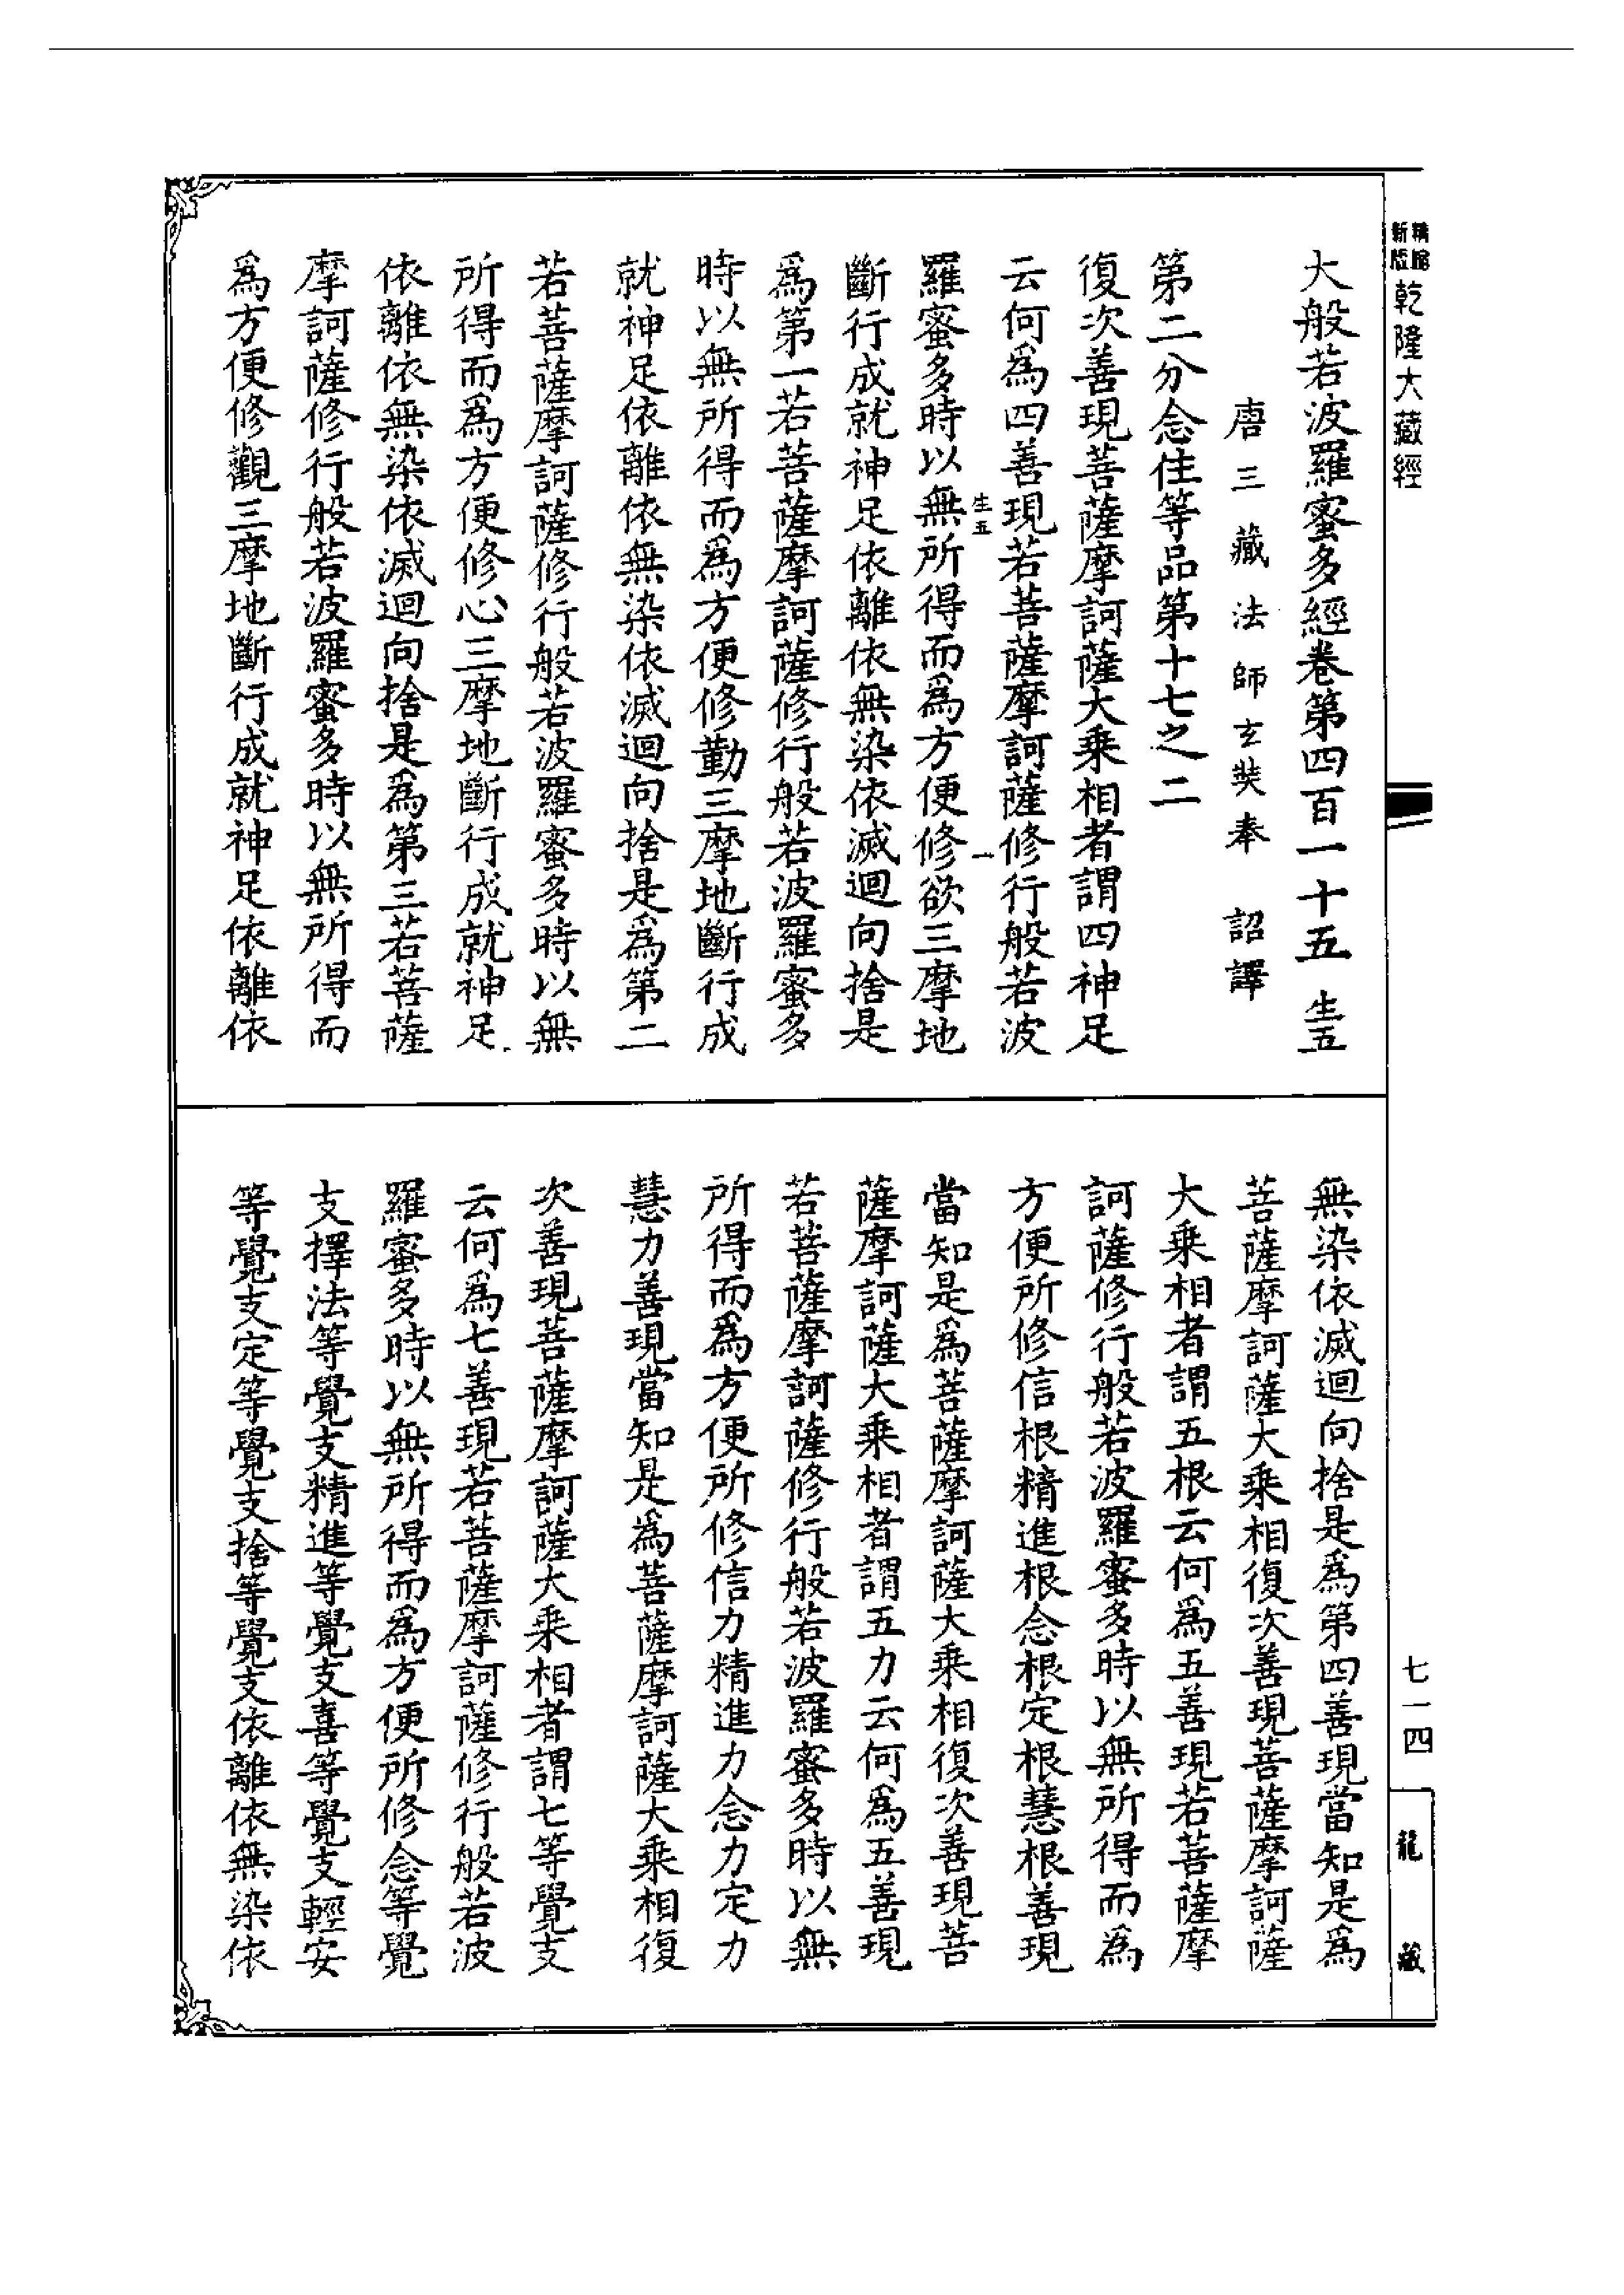 精縮新版乾隆大藏經
大般若波羅蜜多經卷第四百一十五 生五
唐三藏法師玄奘奉 詔譯
第二分念住等品第十七之二
復次善現菩薩摩訶薩大乘相者謂四神足
云何爲四善現若菩薩摩訶薩修行般若波
生五 一
羅蜜多時以無所得而爲方便修欲三摩地
斷行成就神足依離依無染依滅迴向捨是
爲第一若菩薩摩訶薩修行般若波羅蜜多
時以無所得而爲方便修勤三摩地斷行成
就神足依離依無染依滅迴向捨是爲第二
若菩薩摩訶薩修行般若波羅蜜多時以無
所得而爲方便修心三摩地斷行成就神足
依離依無染依滅迴向捨是爲第三若菩薩
摩訶薩修行般若波羅蜜多時以無所得而
爲方便修觀三摩地斷行成就神足依離依
無染依滅迴向捨是爲第四善現當知是爲
菩薩摩訶薩大乘相復次善現菩薩摩訶薩
大乘相者謂五根云何爲五善現若菩薩摩
訶薩修行般若波羅蜜多時以無所得而爲
方便所修信根精進根念根定根慧根善現
當知是爲菩薩摩訶薩大乘相復次善現菩
薩摩訶薩大乘相者謂五力云何爲五善現
若菩薩摩訶薩修行般若波羅蜜多時以無
所得而爲方便所修信力精進力念力定力
慧力善現當知是爲菩薩摩訶薩大乘相復
次善現菩薩摩訶薩大乘相者謂七等覺支
云何爲七善現若菩薩摩訶薩修行般若波
羅蜜多時以無所得而爲方便所修念等覺
支擇法等覺支精進等覺支喜等覺支輕安
等覺支定等覺支捨等覺支依離依無染依
七一四
龍藏